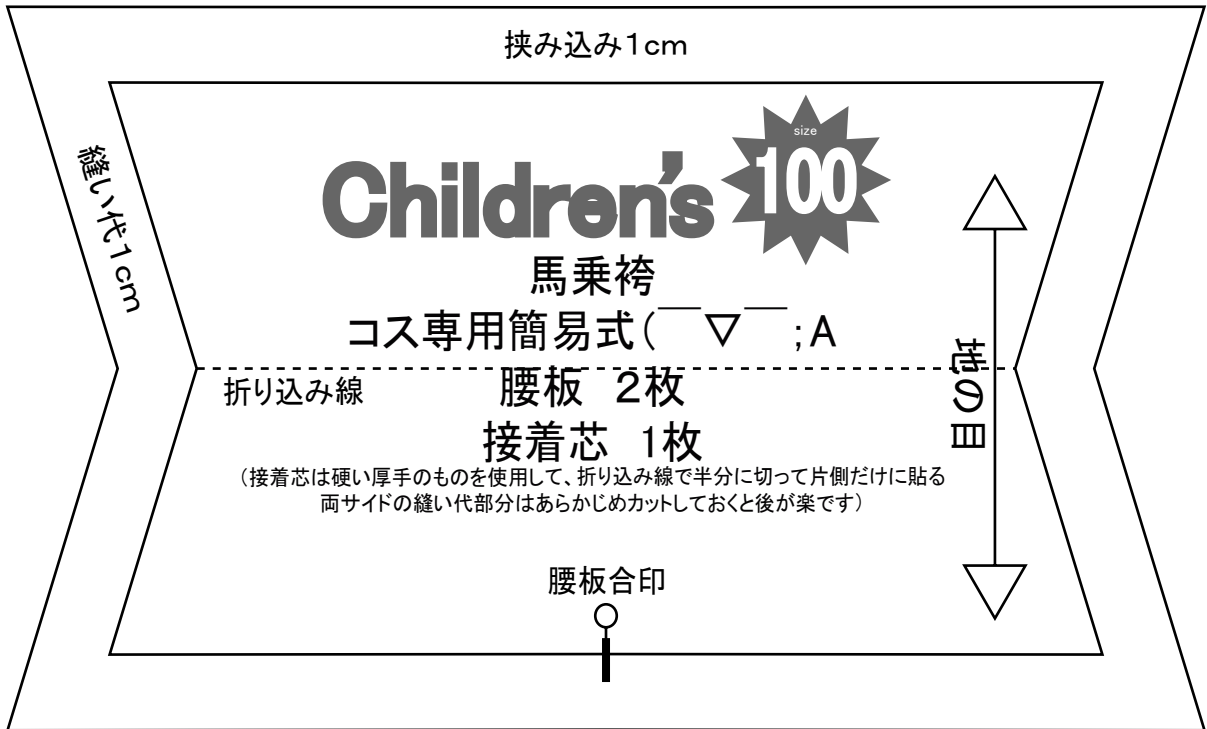 挟み込み1cm
縫い代1cm
size
100
Children's
馬乗袴
コス専用簡易式(￣▽￣;A
地の目
折り込み線
腰板 2枚
接着芯 1枚
(接着芯は硬い厚手のものを使用して、折り込み線で半分に切って片側だけに貼る
両サイドの縫い代部分はあらかじめカットしておくと後が楽です)
腰板合印